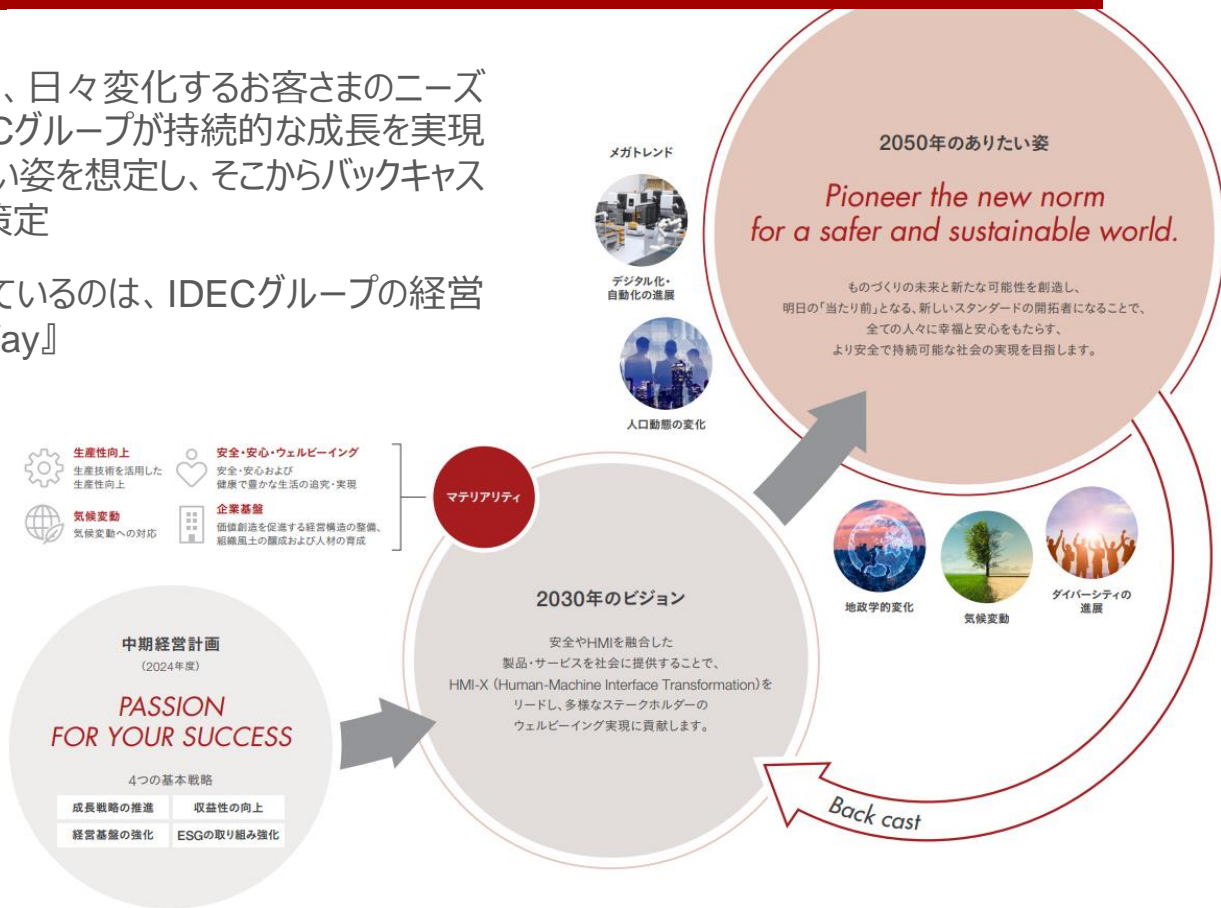 、日々変化するお客さまのニーズ
Cグループが持続的な成長を実現
い姿を想定し、そこからバックキャス
策定
ているのは、IDECグループの経営
ay』
メガトレンド
デジタル化・
自動化の進展
人口動態の変化
2050年のありたい姿
Pioneer the new norm
for a safer and sustainable world.
ものづくりの未来と新たな可能性を創造し、
明日の「当たり前」となる、新しいスタンダードの開拓者になることで、
全ての人々に幸福と安心をもたらす、
より安全で持続可能な社会の実現を目指します。
生産性向上
生産技術を活用した
生産性向上
安全・安心・ウェルビーイング
安全・安心および
健康で豊かな生活の追究・実現
気候変動
気候変動への対応
企業基盤
価値創造を促進する経営構造の整備、
組織風土の醸成および人材の育成
マテリアリティ
地政学的変化
気候変動
ダイバーシティの
進展
2030年のビジョン
安全やHMIを融合した
製品・サービスを社会に提供することで、
HMI-X (Human-Machine Interface Transformation)を
リードし、多様なステークホルダーの
ウェルビーイング実現に貢献します。
中期経営計画
(2024年度)
PASSION
FOR YOUR SUCCESS
4つの基本戦略
成長戦略の推進
収益性の向上
経営基盤の強化
ESGの取り組み強化
Back cast